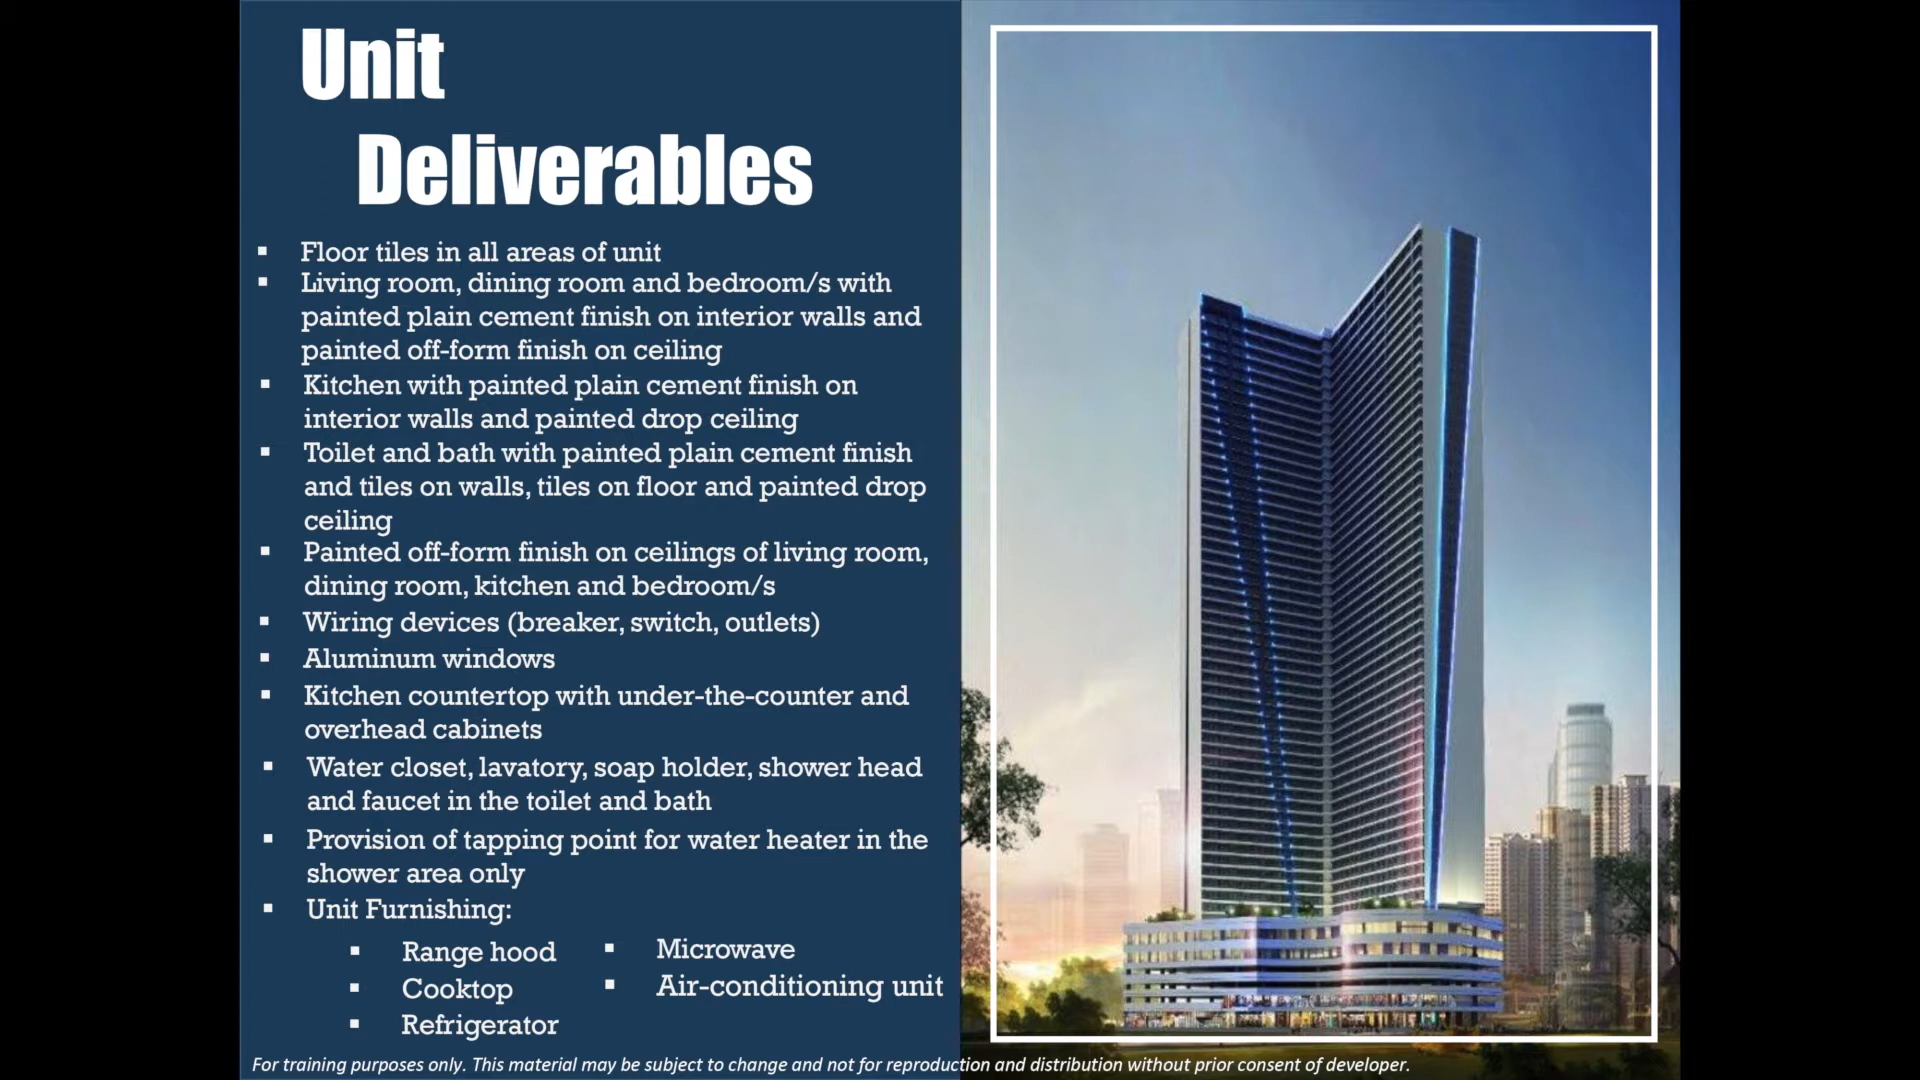 Unit
Deliverables
▪ Floor tiles in all areas of unit
▪ Living room, dining room and bedroom/s with
painted plain cement finish on interior walls and
painted off-form finish on ceiling
▪ Kitchen with painted plain cement finish on
interior walls and painted drop ceiling
▪ Toilet and bath with painted plain cement finish
and tiles on walls, tiles on floor and painted drop
ceiling
▪ Painted off-form finish on ceilings of living room,
dining room, kitchen and bedroom/s
▪ Wiring devices (breaker, switch, outlets)
▪ Aluminum windows
▪ Kitchen countertop with under-the-counter and
overhead cabinets
▪ Water closet, lavatory, soap holder, shower head
and faucet in the toilet and bath
▪ Provision of tapping point for water heater in the
shower area only
▪ Unit Furnishing:
▪ Range hood
▪ Cooktop
▪ Refrigerator
▪ Microwave
▪ Air-conditioning unit
For training purposes only. This material may be subject to change and not for reproduction and distribution without prior consent of developer.